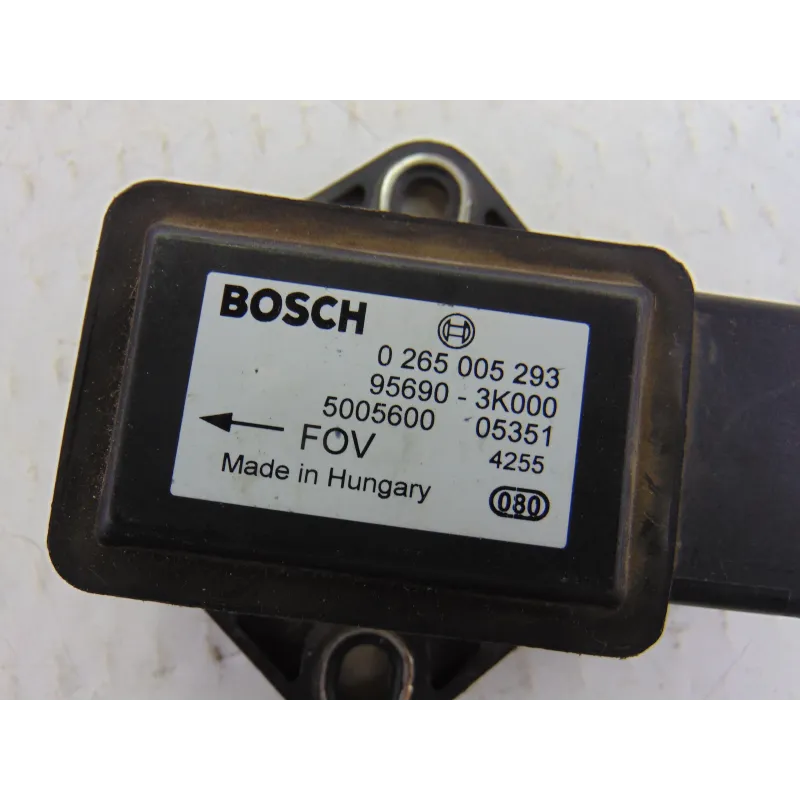 BOSCH
0 265 005 293
95690 - 3K000
5005600 05351
FOV 4255
Made in Hungary 080